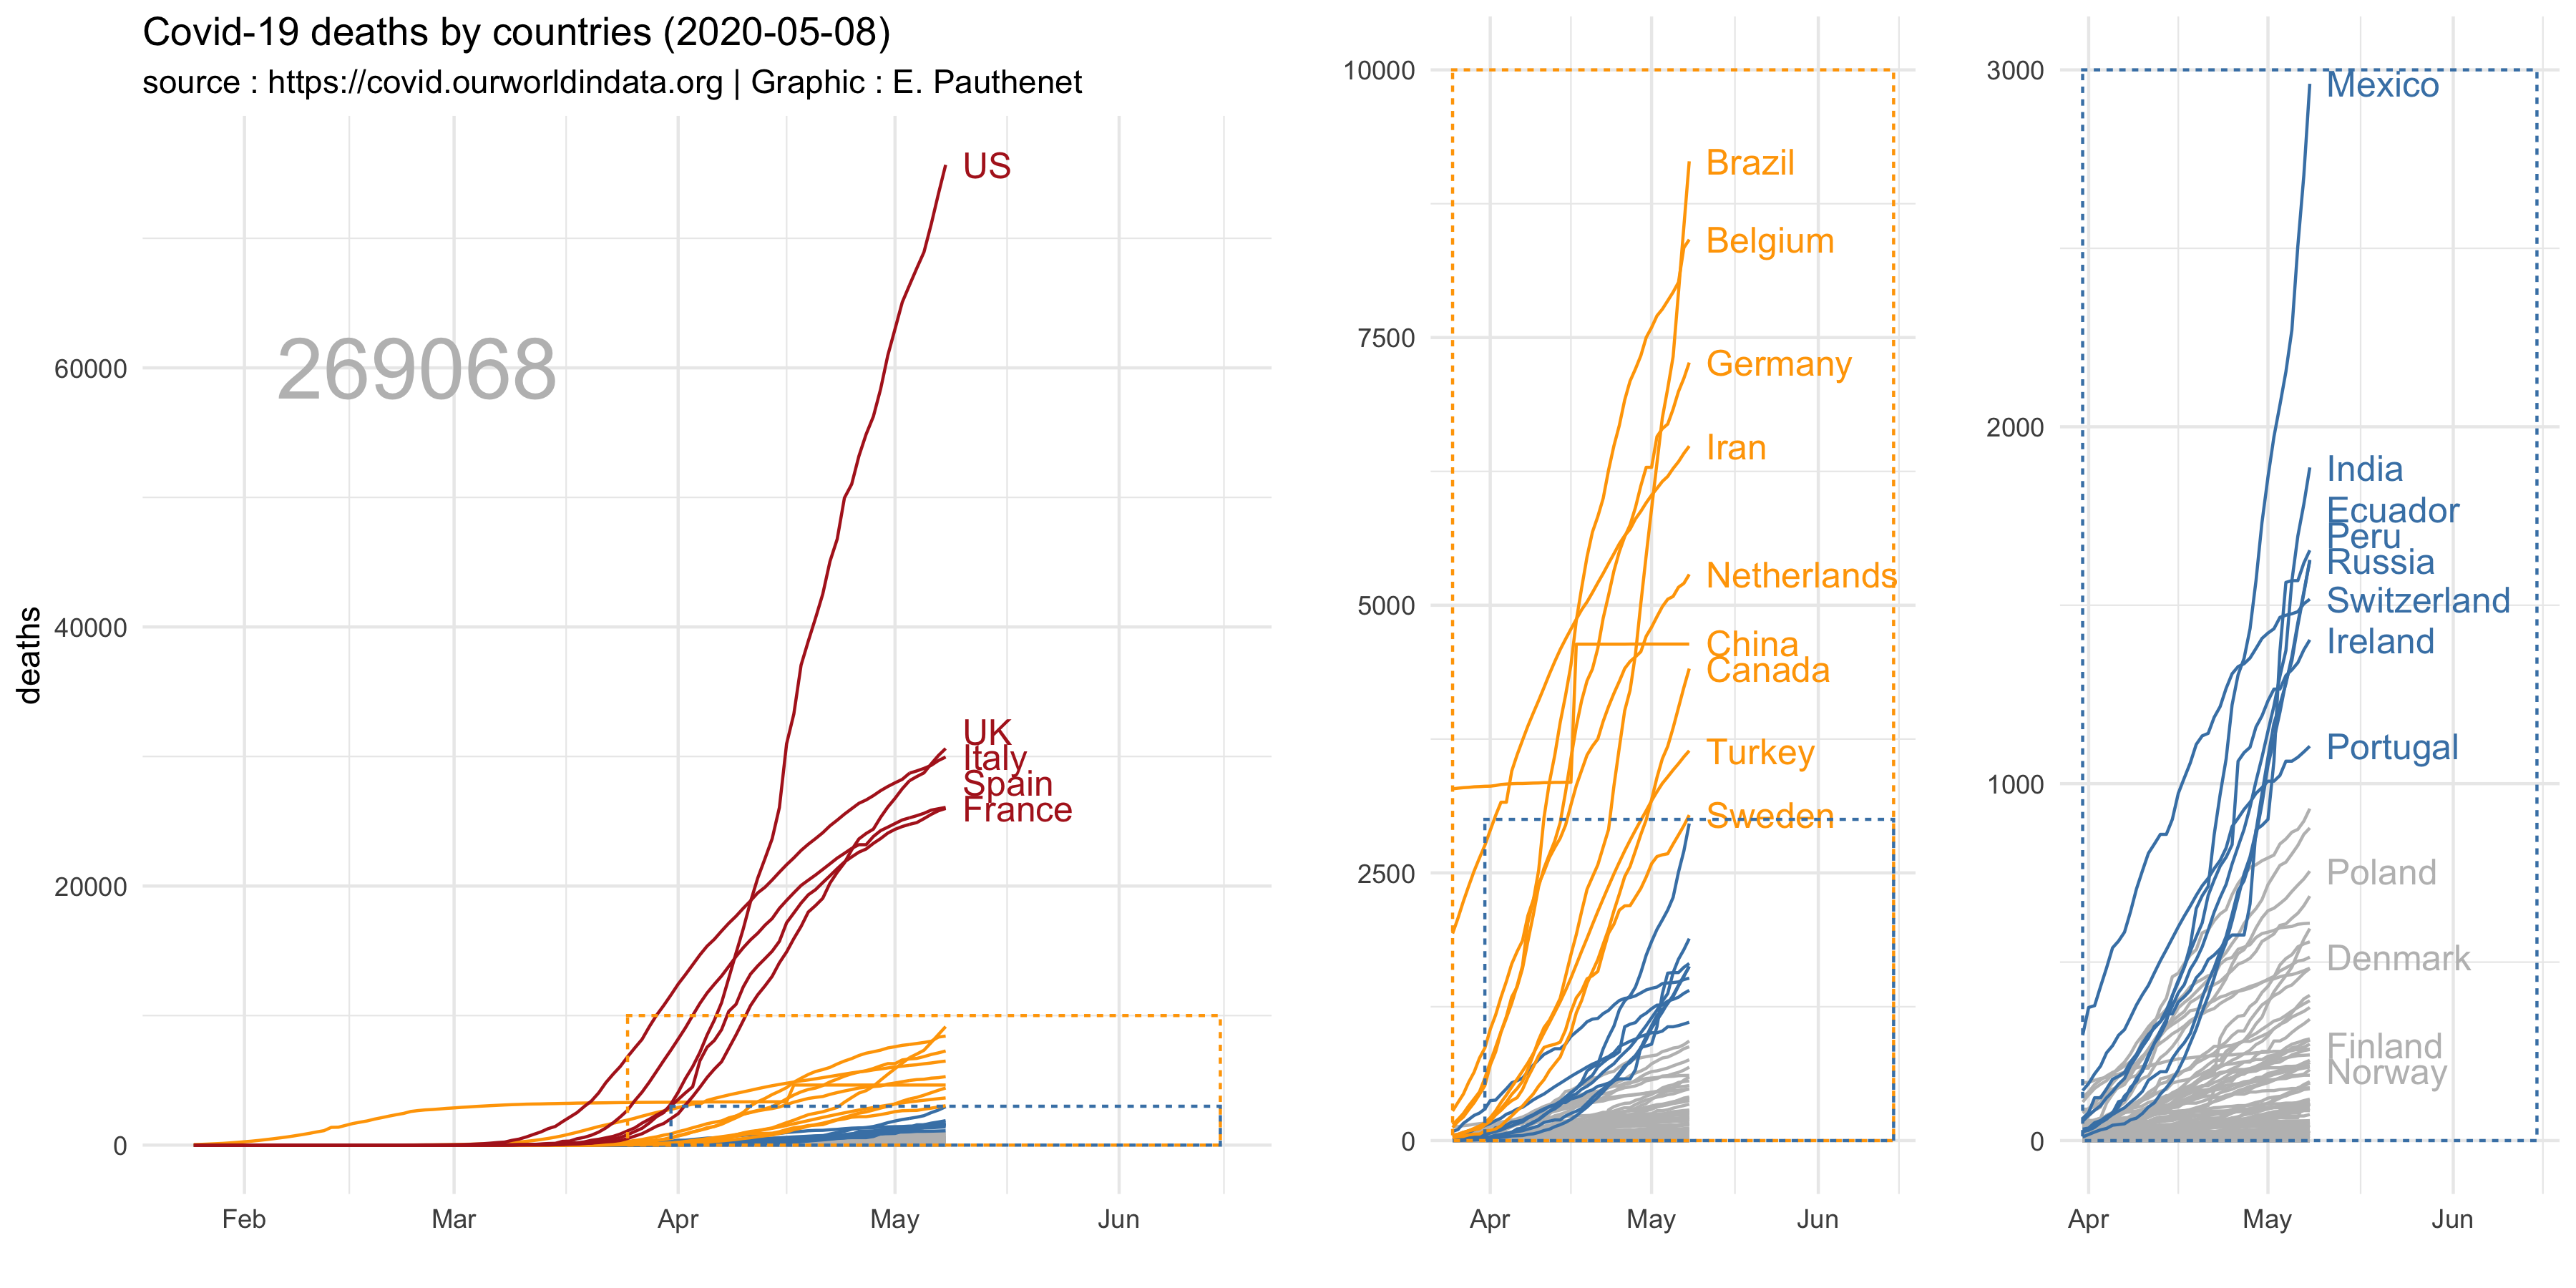 Covid-19 deaths by countries (2020-05-08)
source : https://covid.ourworldindata.org | Graphic : E. Pauthenet
deaths
60000
40000
20000
0
269068
US
UK
Italy
Spain
France
Feb
Mar
Apr
May
Jun
10000
7500
5000
2500
0
Brazil
Belgium
Germany
Iran
Netherlands
China
Canada
Turkey
Sweden
Apr
May
Jun
3000
2000
1000
0
Mexico
India
Ecuador
Peru
Russia
Switzerland
Ireland
Portugal
Poland
Denmark
Finland
Norway
Apr
May
Jun